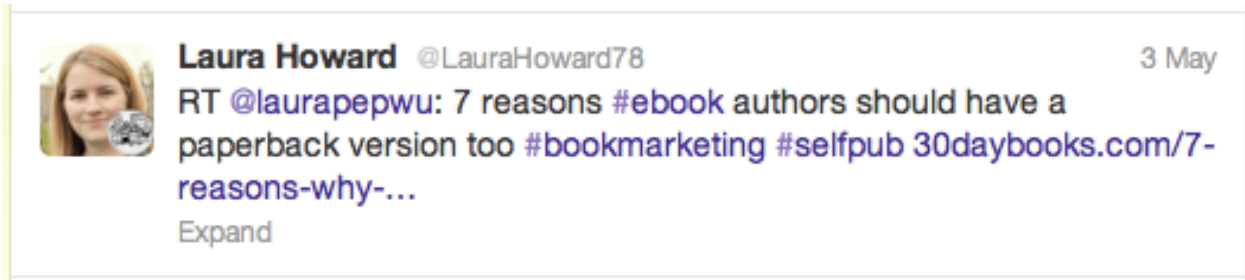 Laura Howard @LauraHoward78 3 May
RT @laurapepwu: 7 reasons #ebook authors should have a
paperback version too #bookmarketing #selfpub 30daybooks.com/7-
reasons-why-...
Expand